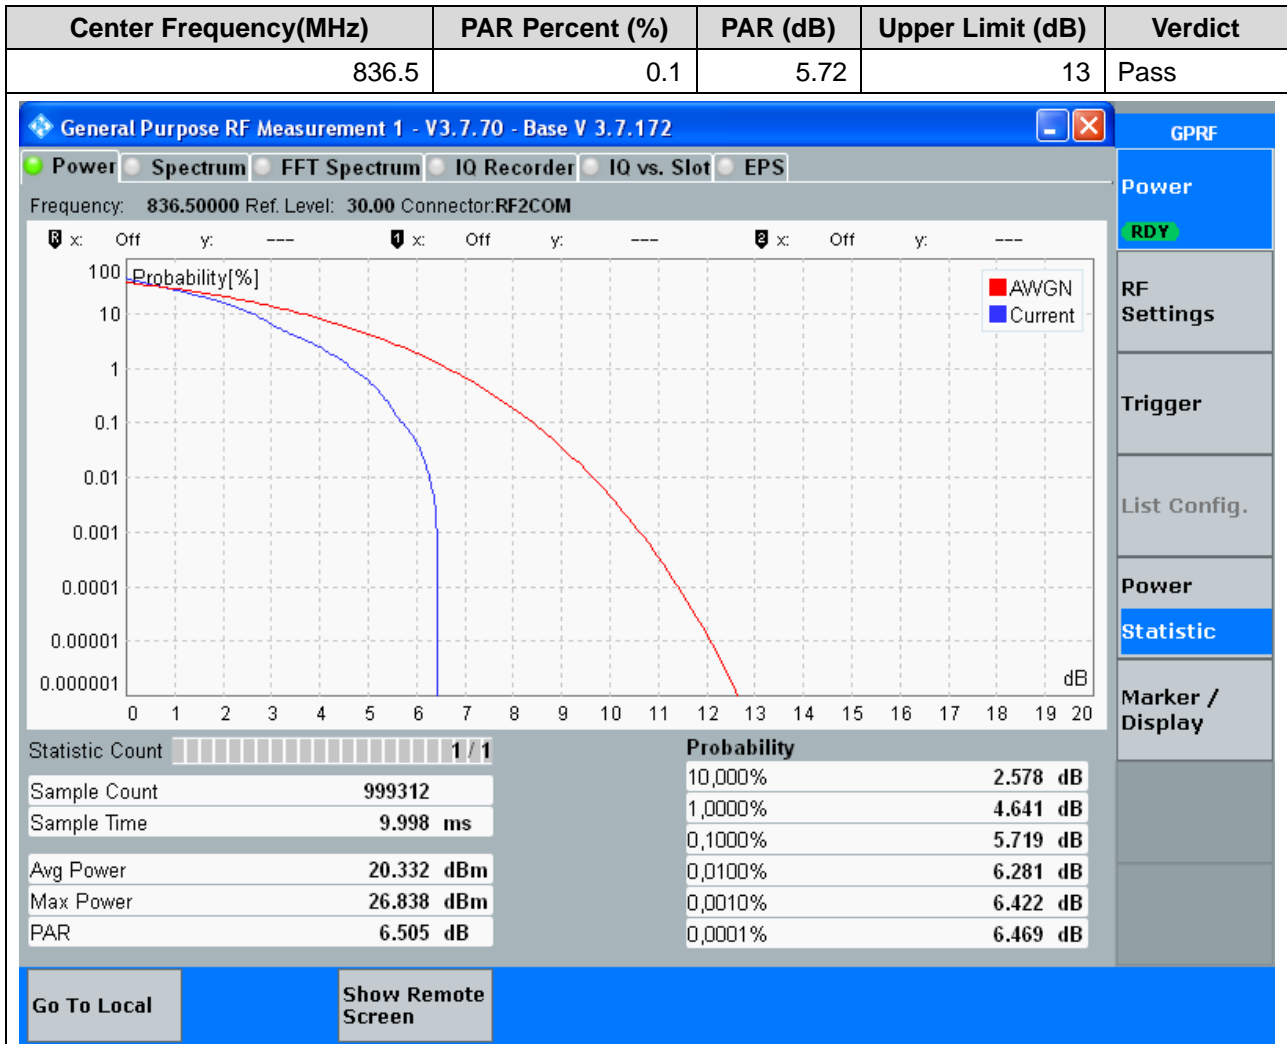 Center Frequency(MHz) PAR Percent (%) PAR (dB) Upper Limit (dB) Verdict
836.5 0.1 5.72 13 Pass
General Purpose RF Measurement 1 - V3.7.70 - Base V 3.7.172
GPRF
Power Spectrum FFT Spectrum IQ Recorder IQ vs. Slot EPS
Frequency: 836.50000 Ref. Level: 30.00 Connector:RF2COM
R x: Off y: --- 1 x: Off y: --- 2 x: Off y: ---
Probability[%]
AWGN
Current
100
10
1
0.1
0.01
0.001
0.0001
0.00001
0.000001
dB
0 1 2 3 4 5 6 7 8 9 10 11 12 13 14 15 16 17 18 19 20
Power
RDY
RF
Settings
Trigger
List Config.
Power
Statistic
Marker /
Display
Statistic Count 1 / 1
Sample Count 999312
Sample Time 9.998 ms
Avg Power 20.332 dBm
Max Power 26.838 dBm
PAR 6.505 dB
Probability
10,000% 2.578 dB
1,0000% 4.641 dB
0,1000% 5.719 dB
0,0100% 6.281 dB
0,0010% 6.422 dB
0,0001% 6.469 dB
Go To Local
Show Remote
Screen